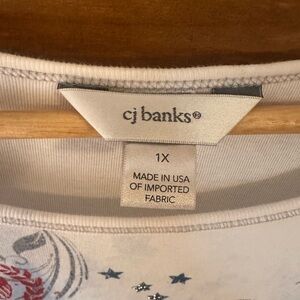 cj banks®
1X
MADE IN USA
OF IMPORTED
FABRIC